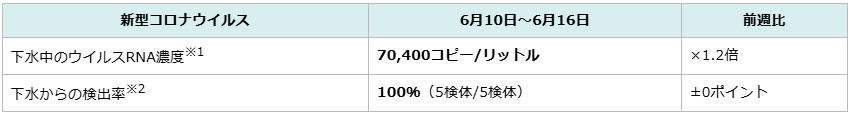 新型コロナウイルス 6月10日～6月16日 前週比
下水中のウイルスRNA濃度※1 70,400コピー/リットル ×1.2倍
下水からの検出率※2 100%（5検体/5検体） ±0ポイント